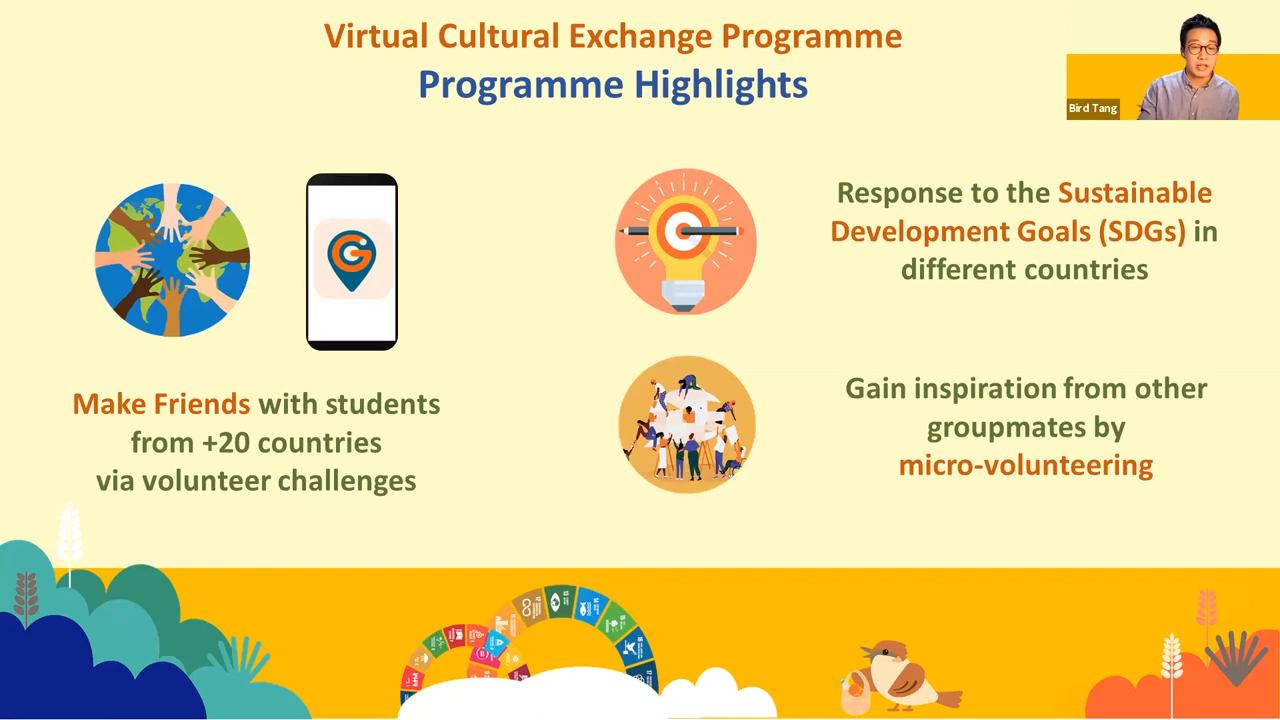 Virtual Cultural Exchange Programme
Programme Highlights
Bird Tang
Make Friends with students
from +20 countries
via volunteer challenges
Response to the Sustainable
Development Goals (SDGs) in
different countries
Gain inspiration from other
groupmates by
micro-volunteering